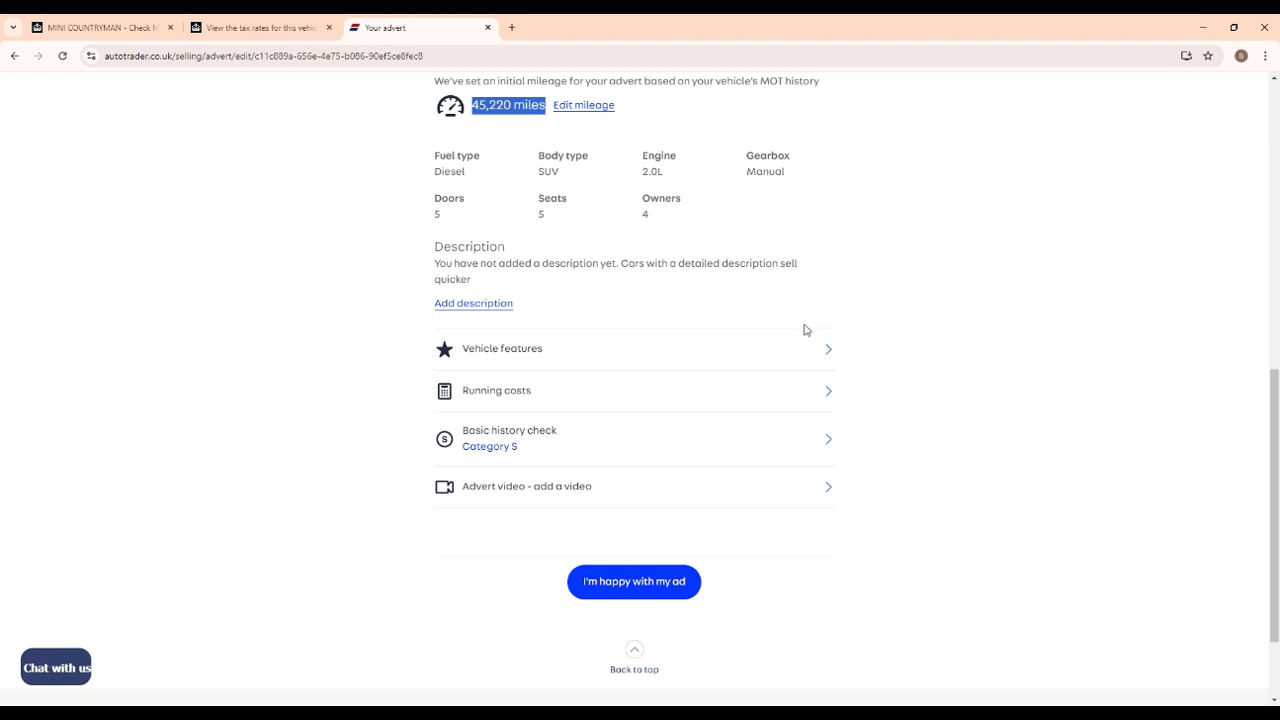 MINI COUNTRYMAN - Check M
View the tax rates for this vehic
Your advert
autotrader.co.uk/selling/advert/edit/c11c889a-656e-4e75-b086-90ef5ce8fec8
B
We've set an initial mileage for your advert based on your vehicle's MOT history
45,220 miles Edit mileage
Fuel type Body type Engine Gearbox
Diesel SUV 2.0L Manual
Doors Seats Owners
5 5 4
Description
You have not added a description yet. Cars with a detailed description sell
quicker
Add description
Vehicle features
Running costs
Basic history check
S
Category S
Advert video - add a video
I'm happy with my ad
Chat with us
Back to top